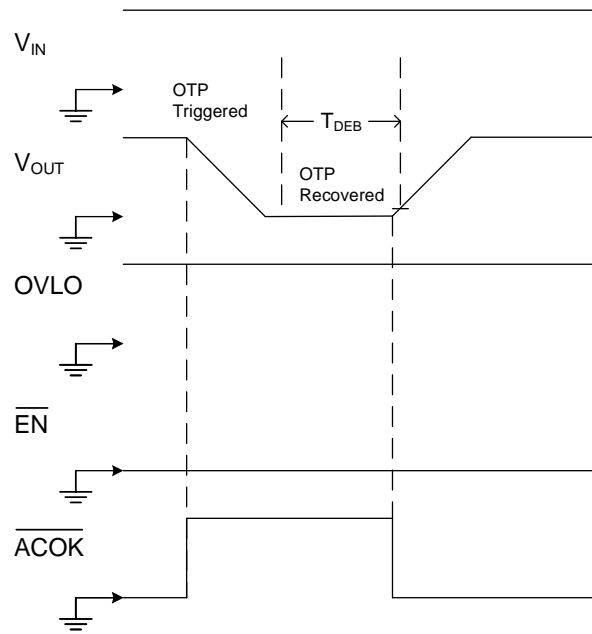 VIN
OTP
Triggered
TDEB
VOUT
OTP
Recovered
OVLO
EN
ACOK